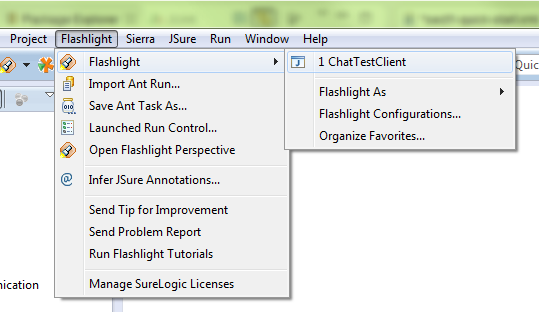 Package Explorer
Project Flashlight Sierra JSure Run Window Help
Flashlight
1 ChatTestClient
Quic
Import Ant Run...
Flashlight As
Save Ant Task As...
Flashlight Configurations...
Launched Run Control...
Organize Favorites...
Open Flashlight Perspective
Infer JSure Annotations...
Send Tip for Improvement
Send Problem Report
Run Flashlight Tutorials
Manage SureLogic Licenses
nication